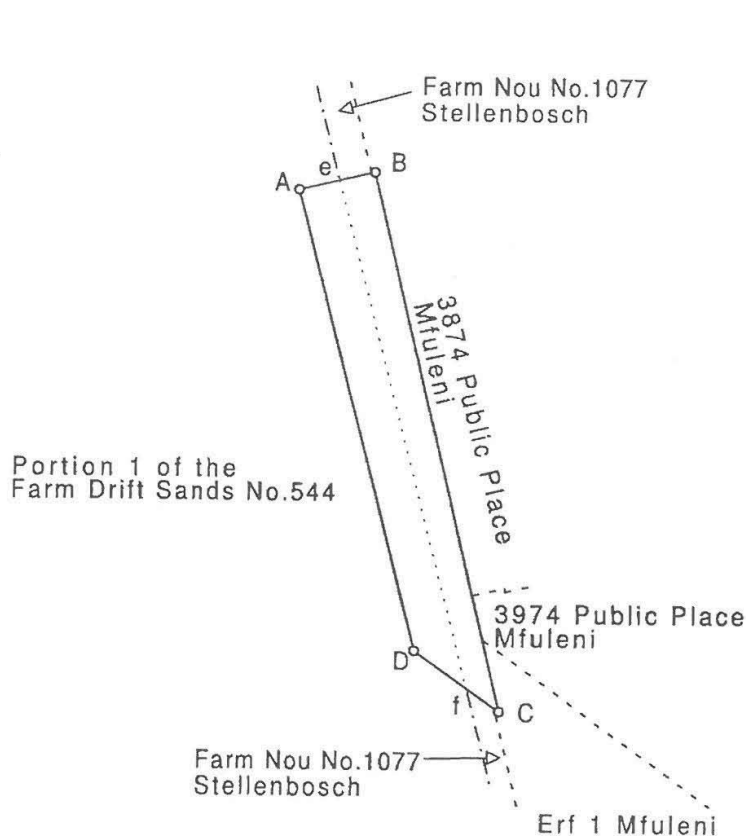 Farm Nou No.1077
Stellenbosch
e
A
B
3874 Public Place
Mfuleni
Portion 1 of the
Farm Drift Sands No.544
3974 Public Place
Mfuleni
D
f
C
Farm Nou No.1077
Stellenbosch
Erf 1 Mfuleni